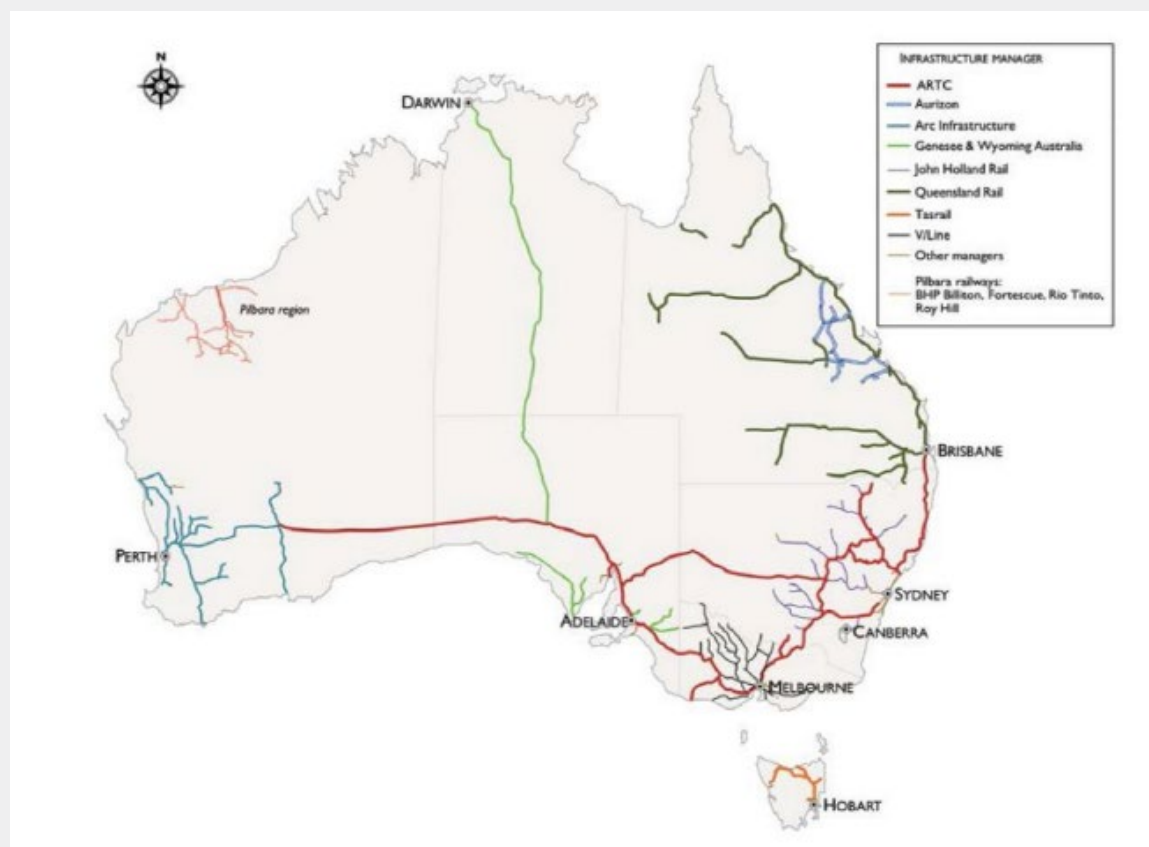 N
INFRASTRUCTURE MANAGER
ARTC
Aurizon
Arc Infrastructure
Genesee & Wyoming Australia
John Holland Rail
Queensland Rail
Tasrail
V/Line
Other managers
Pilbara railways:
BHP Billiton, Fortescue, Rio Tinto,
Roy Hill
DARWIN
Pilbara region
BRISBANE
PERTH
SYDNEY
ADELAIDE
CANBERRA
MELBOURNE
HOBART